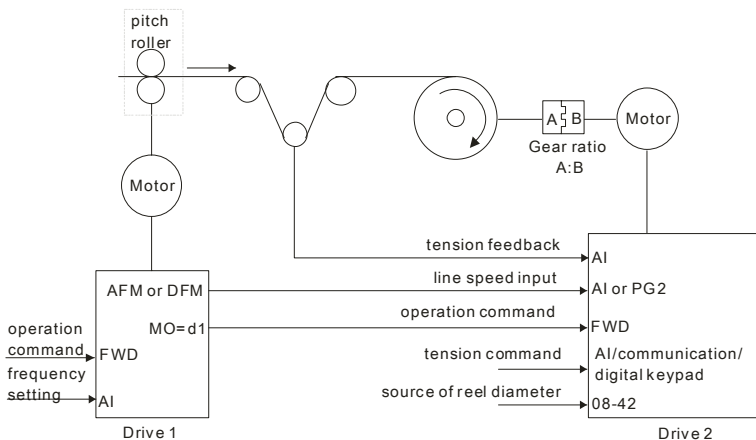 pitch
roller
A B
Motor
Gear ratio
A:B
Motor
tension feedback
AI
AFM or DFM
line speed input
AI or PG2
operation command
MO=d1
FWD
operation
command
FWD
tension command
AI/communication/
digital keypad
frequency
setting
AI
source of reel diameter
08-42
Drive 1
Drive 2